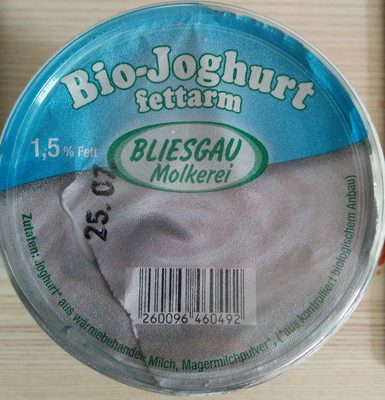 Bio-Joghurt
fettarm
1,5 % Fett
BLIESGAU
Molkerei
25.07
260096 460492
Zutaten: Joghurt* aus wärmebehandelter Milch, Magermilchpulver*, (*aus kontrolliert biologischem Anbau)